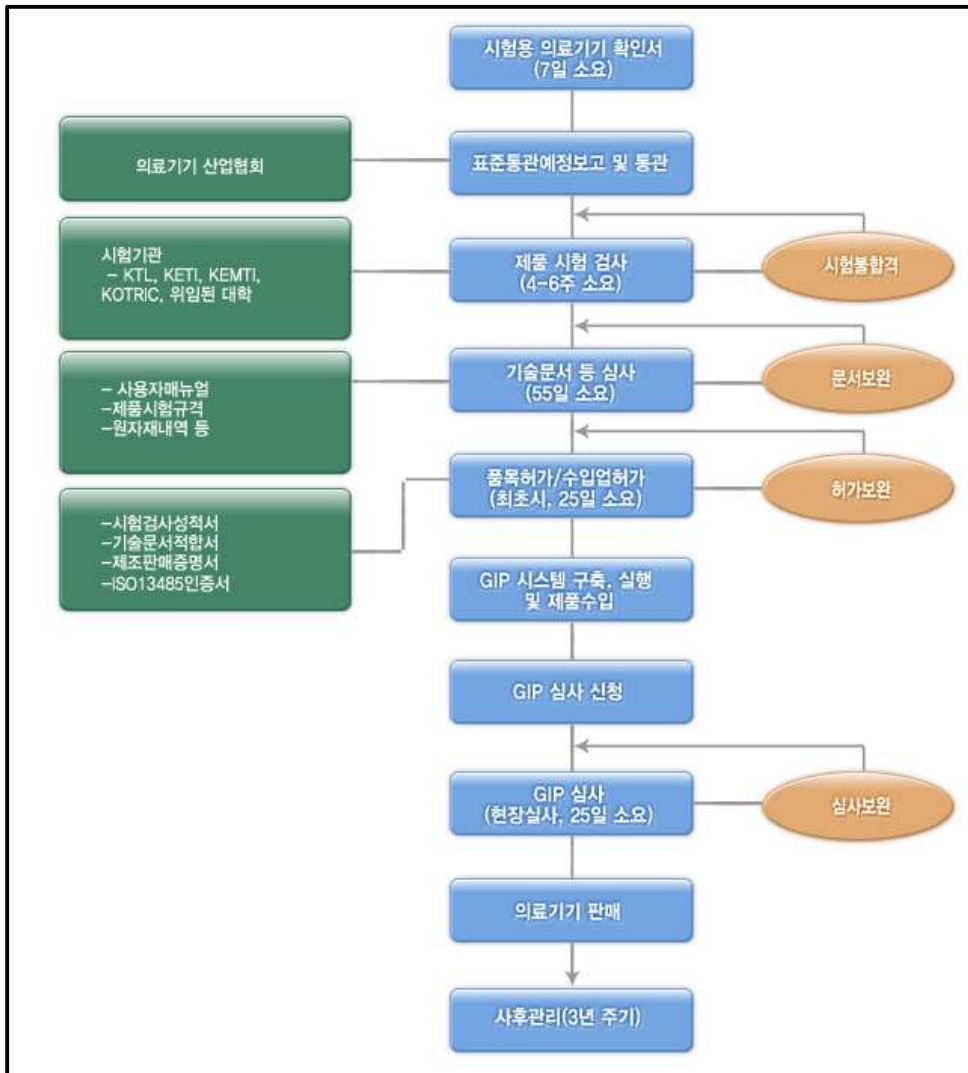 시험용 의료기기 확인서
(7일 소요)
의료기기 산업협회
표준통관예정보고 및 통관
시험기관
– KTL, KETI, KEMTI,
KOTRIC, 위임된 대학
제품 시험 검사
(4–6주 소요)
시험불합격
– 사용자매뉴얼
–제품시험규격
–원자재내역 등
기술문서 등 심사
(55일 소요)
문서보완
–시험검사성적서
–기술문서적합서
–제조판매증명서
–ISO13485인증서
품목허가/수입업허가
(최초시, 25일 소요)
허가보완
GIP 시스템 구축, 실행
및 제품수입
GIP 심사 신청
GIP 심사
(현장실사, 25일 소요)
심사보완
의료기기 판매
사후관리(3년 주기)